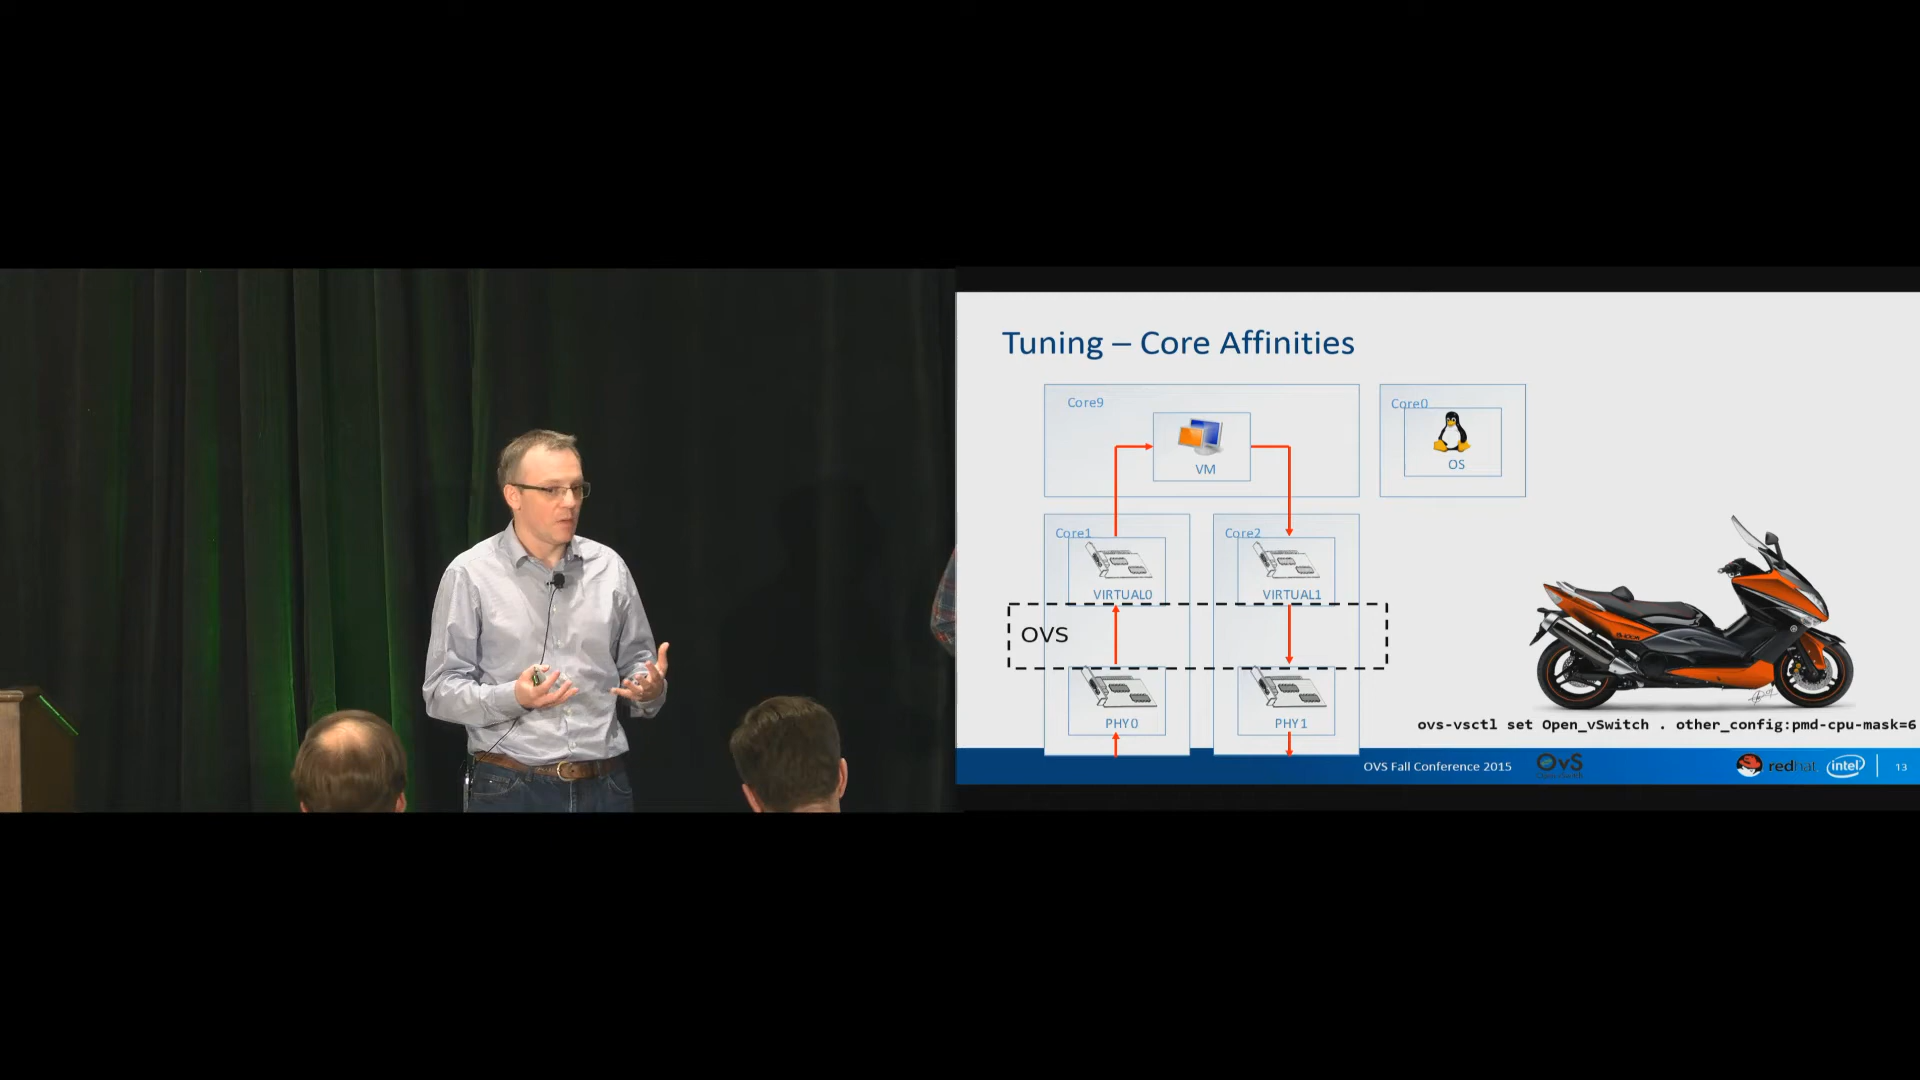 Tuning – Core Affinities
Core9
VM
Core0
OS
Core1
VIRTUAL0
Core2
VIRTUAL1
OVS
PHY0
PHY1
ovs-vsctl set Open_vSwitch . other_config:pmd-cpu-mask=6
OVS Fall Conference 2015
OvS
redhat
intel
13